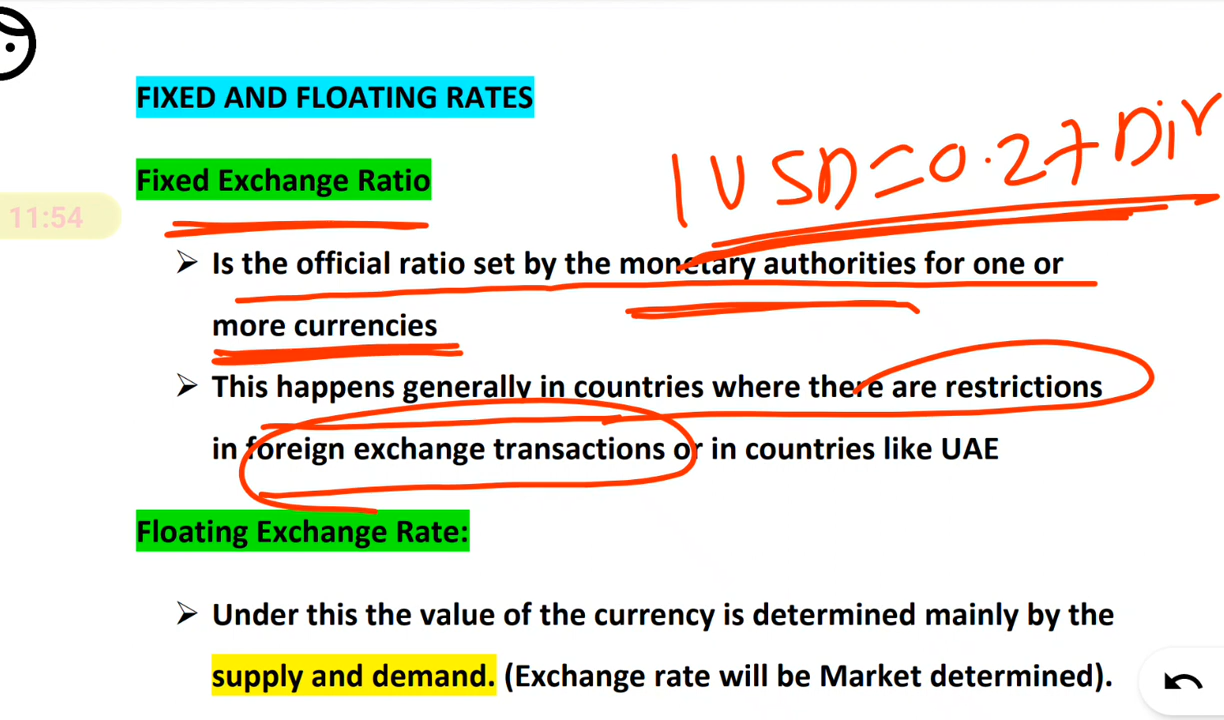 FIXED AND FLOATING RATES
1 USD = 0.27 Dir
Fixed Exchange Ratio
11:54
➢ Is the official ratio set by the monetary authorities for one or
more currencies
➢ This happens generally in countries where there are restrictions
in foreign exchange transactions or in countries like UAE
Floating Exchange Rate:
➢ Under this the value of the currency is determined mainly by the
supply and demand. (Exchange rate will be Market determined).